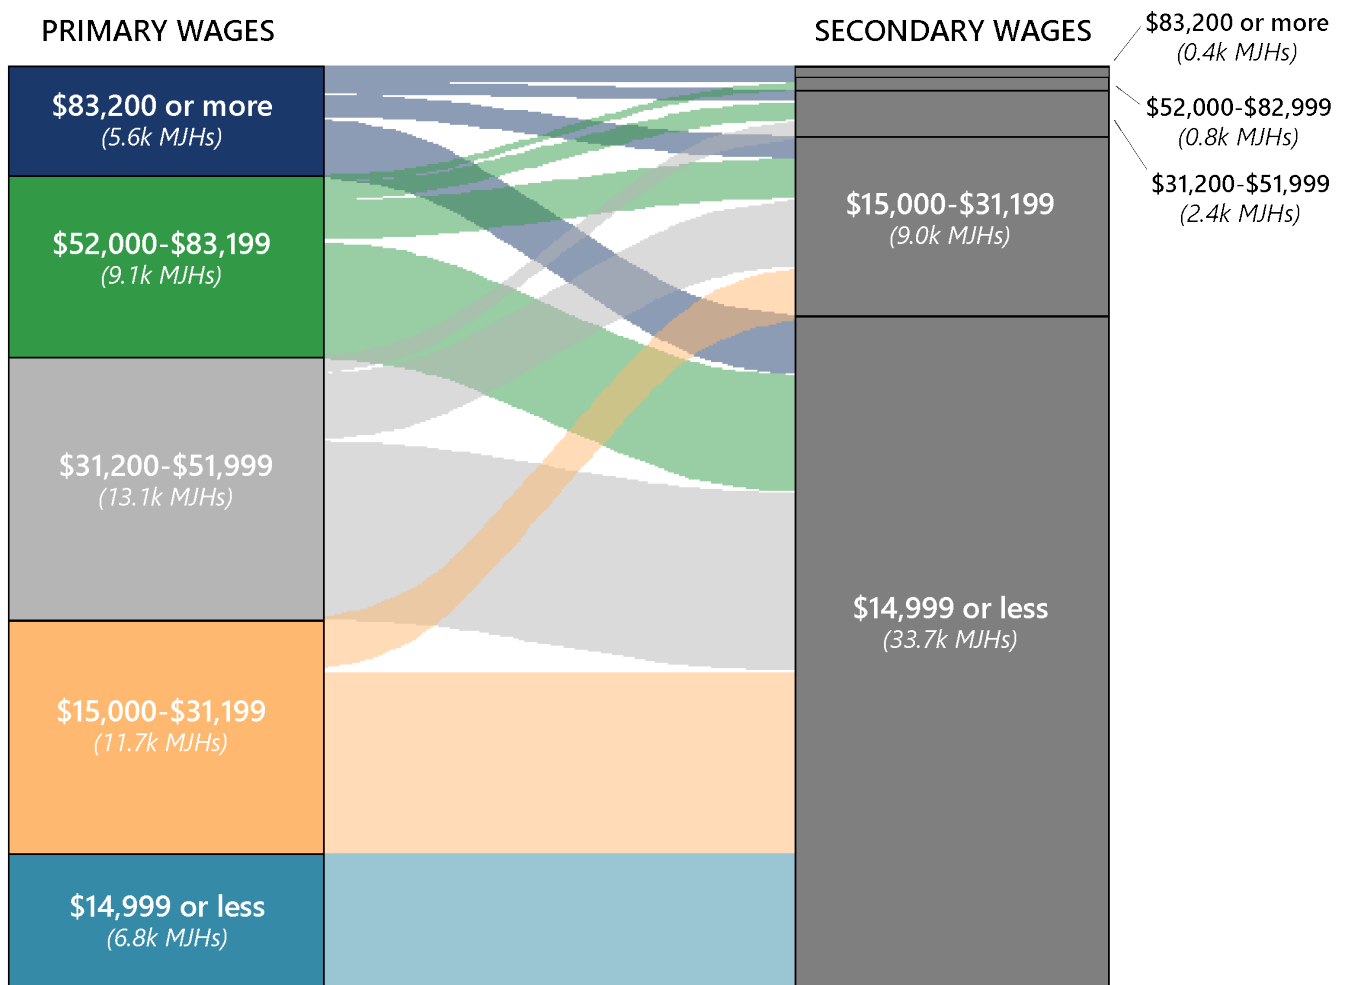 PRIMARY WAGES
SECONDARY WAGES
$83,200 or more
(0.4k MJHs)
$52,000-$82,999
(0.8k MJHs)
$31,200-$51,999
(2.4k MJHs)
$83,200 or more
(5.6k MJHs)
$52,000-$83,199
(9.1k MJHs)
$31,200-$51,999
(13.1k MJHs)
$15,000-$31,199
(11.7k MJHs)
$14,999 or less
(6.8k MJHs)
$15,000-$31,199
(9.0k MJHs)
$14,999 or less
(33.7k MJHs)